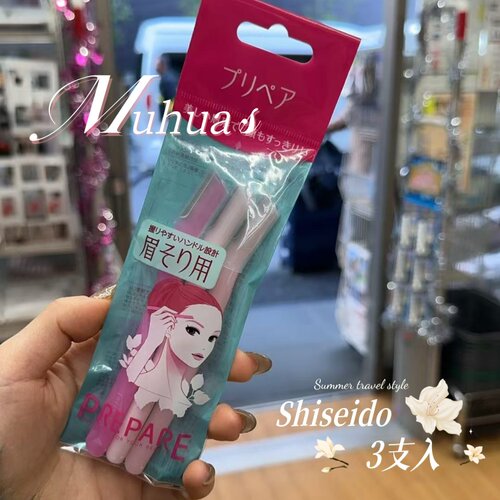 プリペア
Muhua's
握りやすいハンドル設計
眉そり用
PREPARE
Summer travel style
Shiseido
3支入